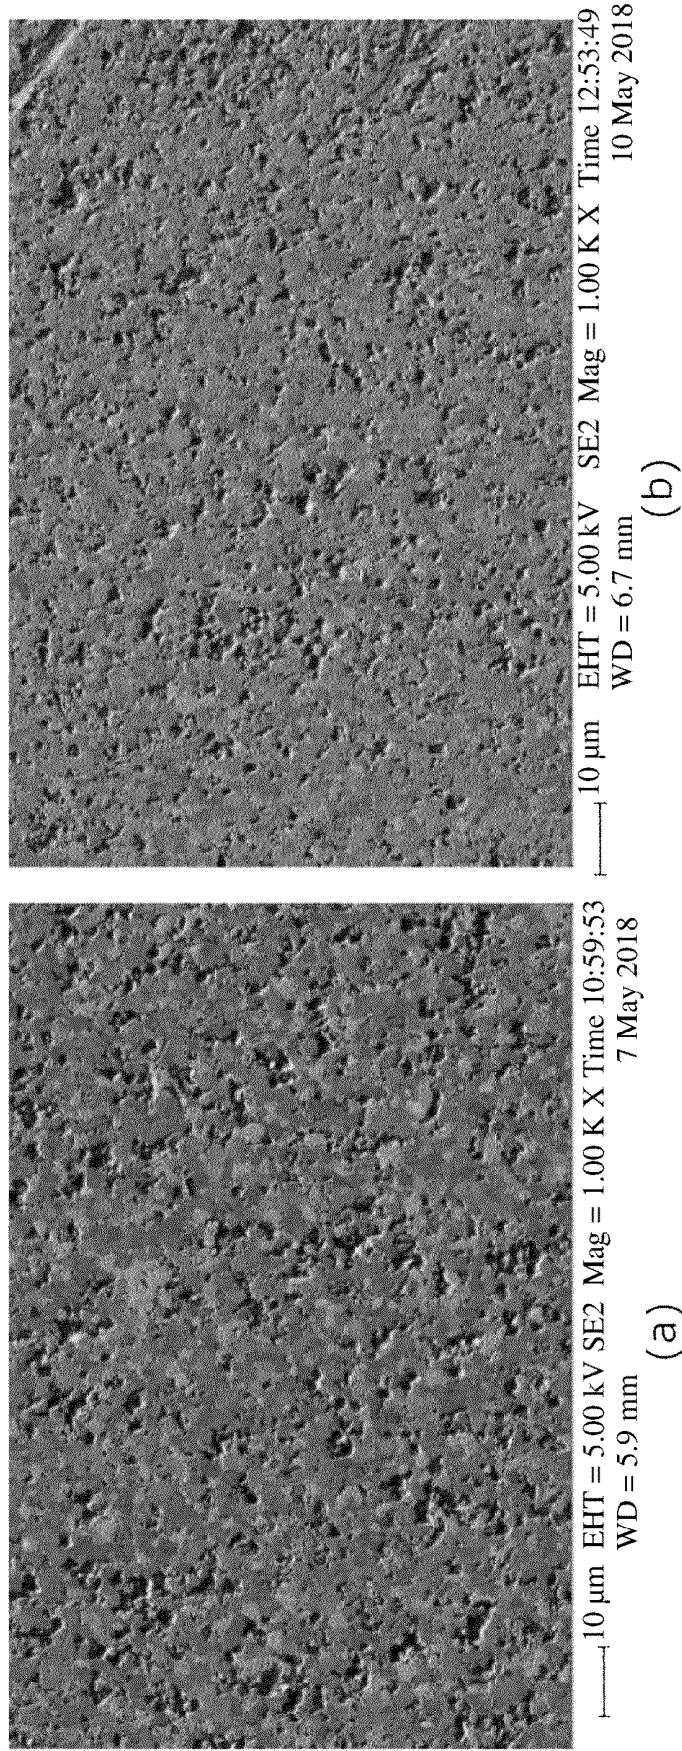 10 µm EHT = 5.00 kV SE2 Mag = 1.00 K X Time 10:59:53
WD = 5.9 mm 7 May 2018
(a)
10 µm EHT = 5.00 kV SE2 Mag = 1.00 K X Time 12:53:49
WD = 6.7 mm 10 May 2018
(b)